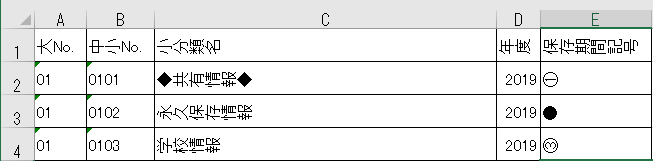 A B C D E
1 大No. 中小No. 小分類名 年度 保存期間記号
2 01 0101 ◆共有情報◆ 2019 ①
3 01 0102 永久保存情報 2019 ●
4 01 0103 学校情報 2019 ③